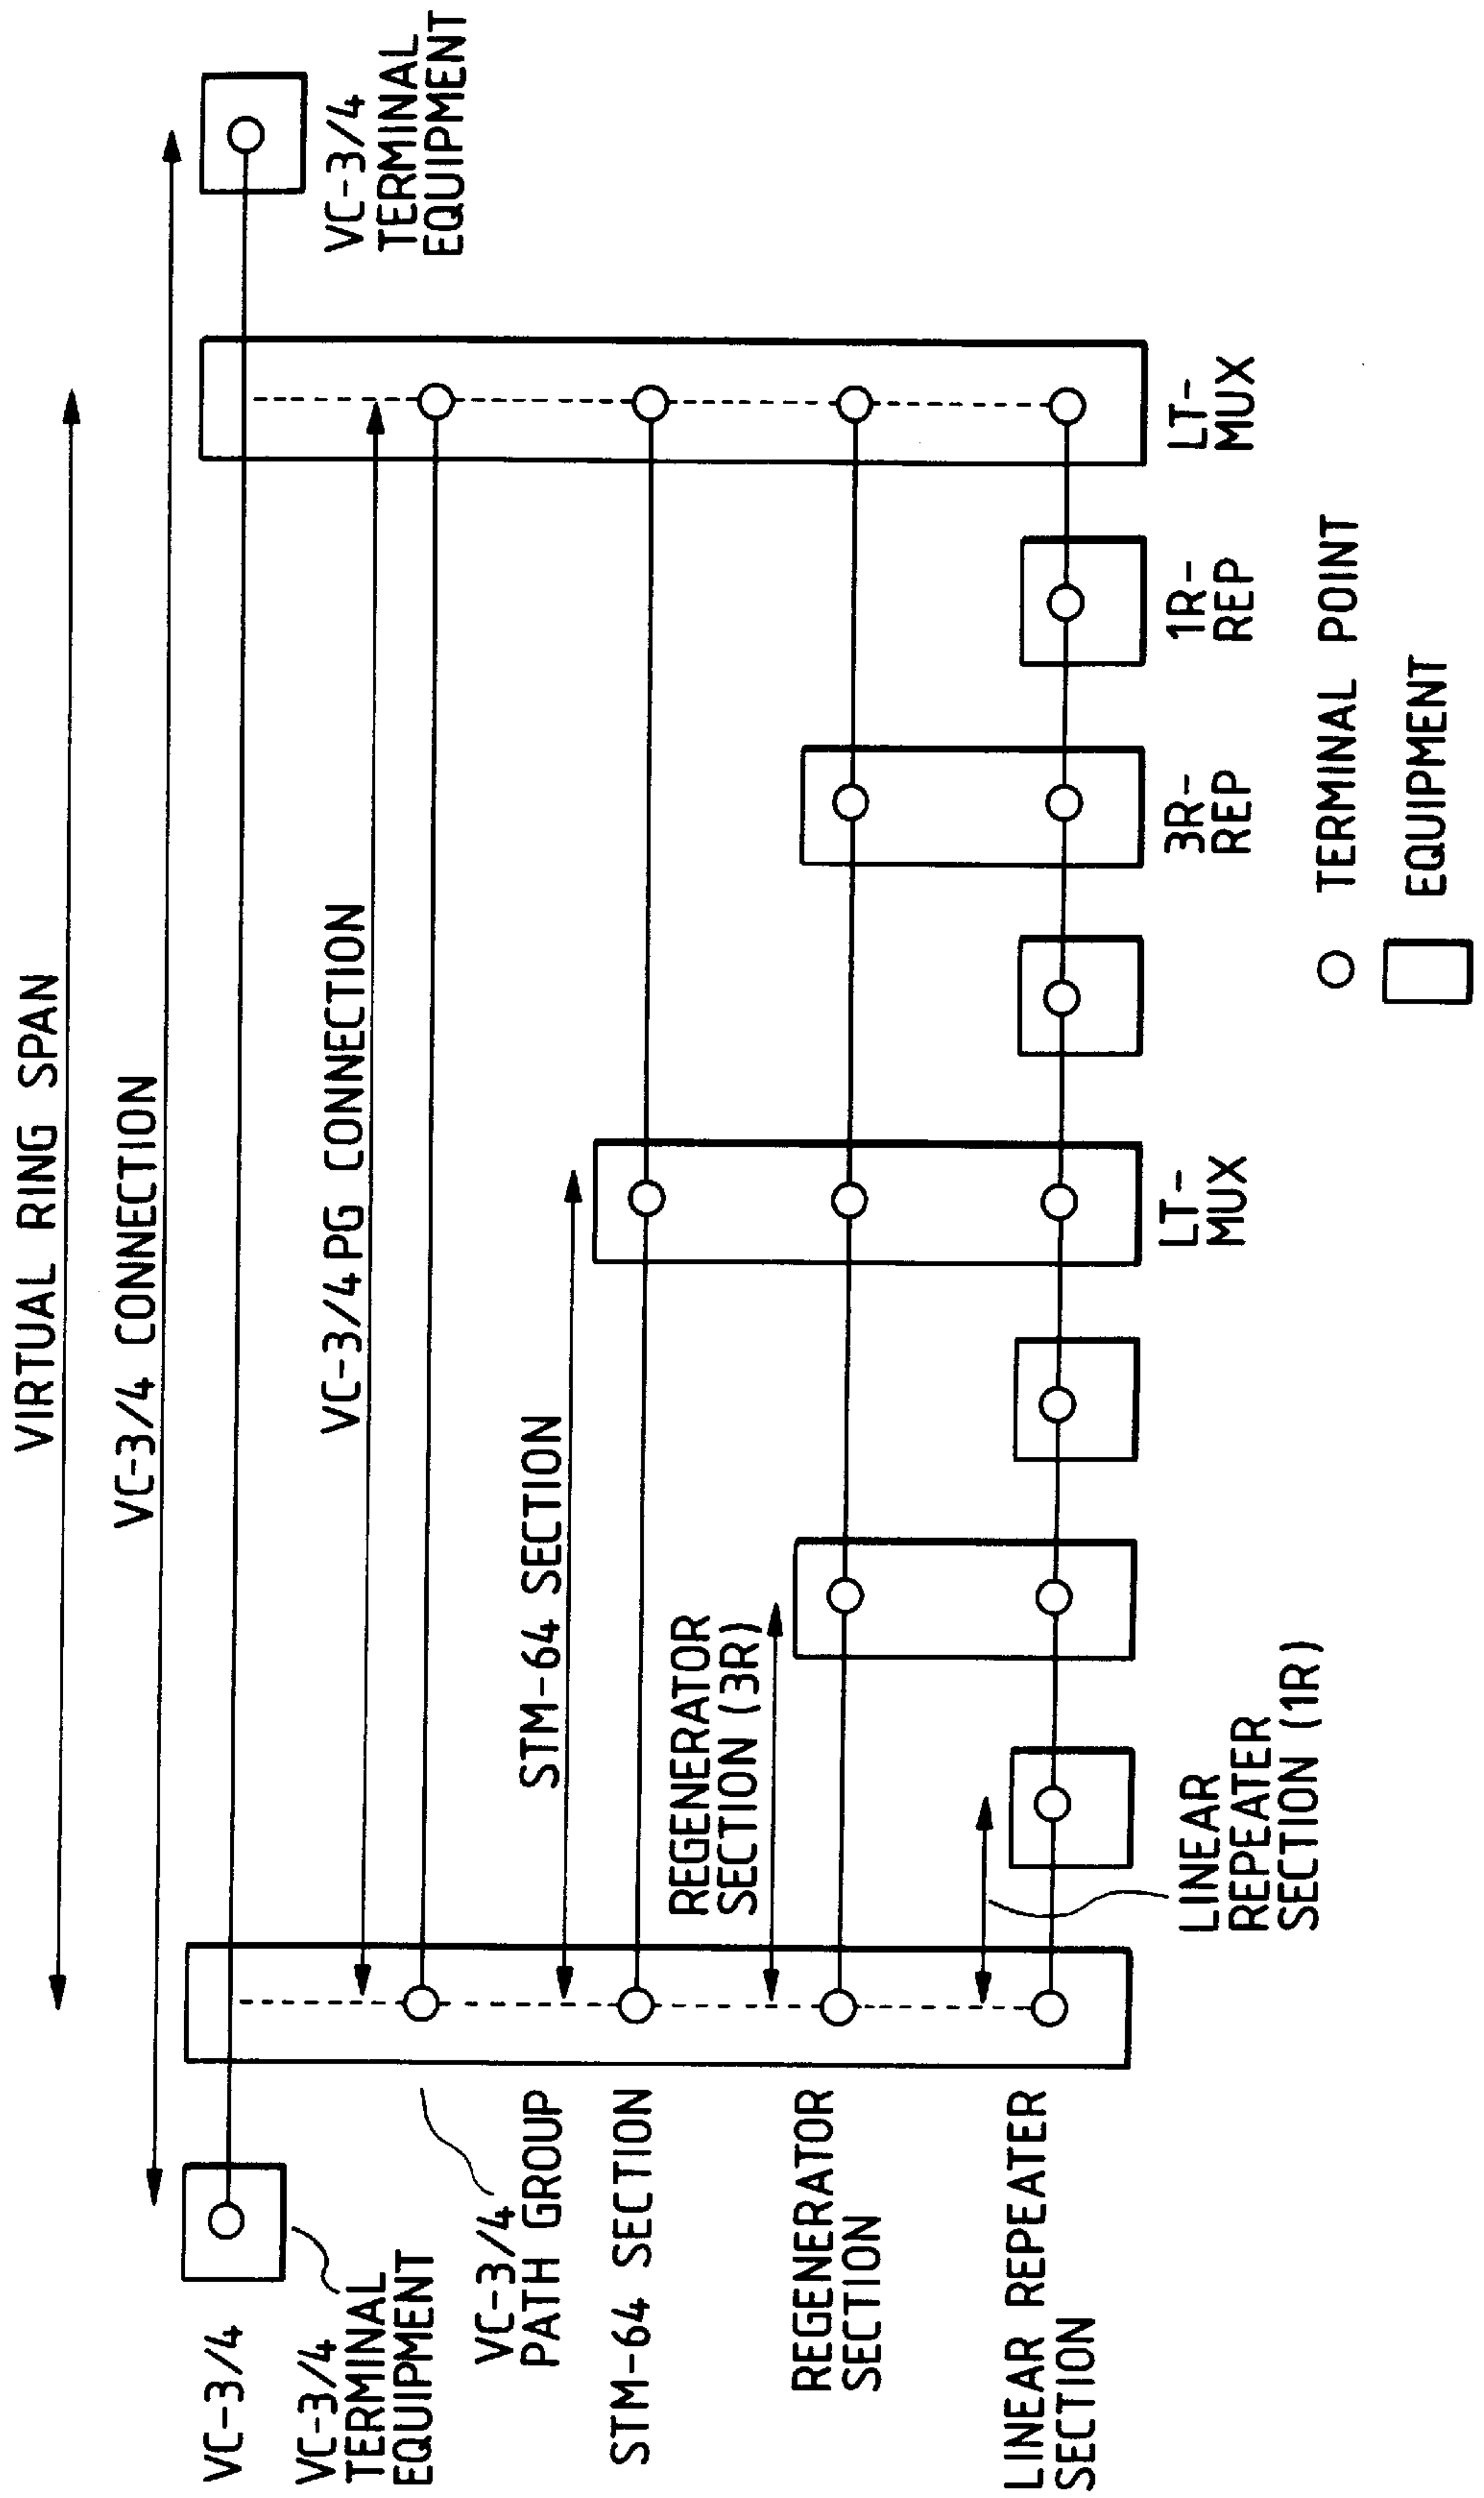 VIRTUAL RING SPAN
VC-3/4 CONNECTION
VC-3/4
VC-3/4
TERMINAL
EQUIPMENT
VC-3/4
TERMINAL
EQUIPMENT
VC-3/4PG CONNECTION
VC-3/4
PATH GROUP
STM-64 SECTION
STM-64 SECTION
REGENERATOR
SECTION (3R)
REGENERATOR
SECTION
LINEAR REPEATER
SECTION
LINEAR
REPEATER
SECTION (1R)
LT-
MUX
3R-
REP
1R-
REP
LT-
MUX
TERMINAL POINT
EQUIPMENT